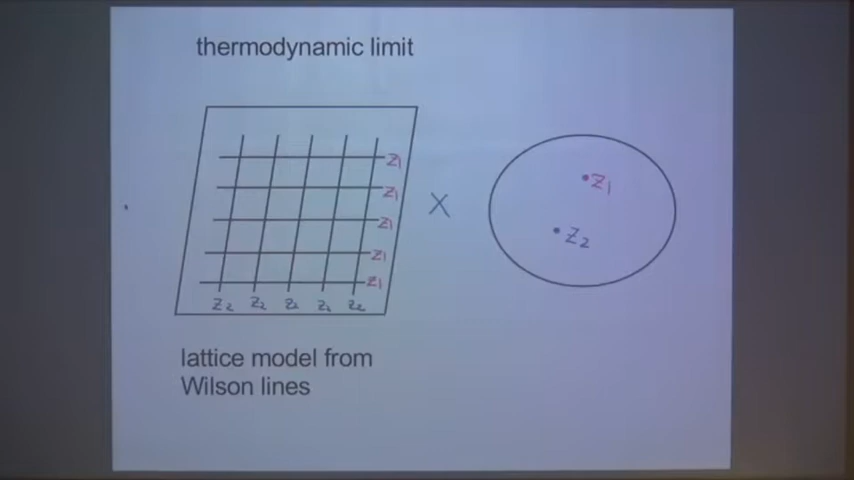 thermodynamic limit
z₁
z₁
z₁
z₁
z₁
z₂ z₂ z₂ z₂ z₂
X
z₁
z₂
lattice model from
Wilson lines